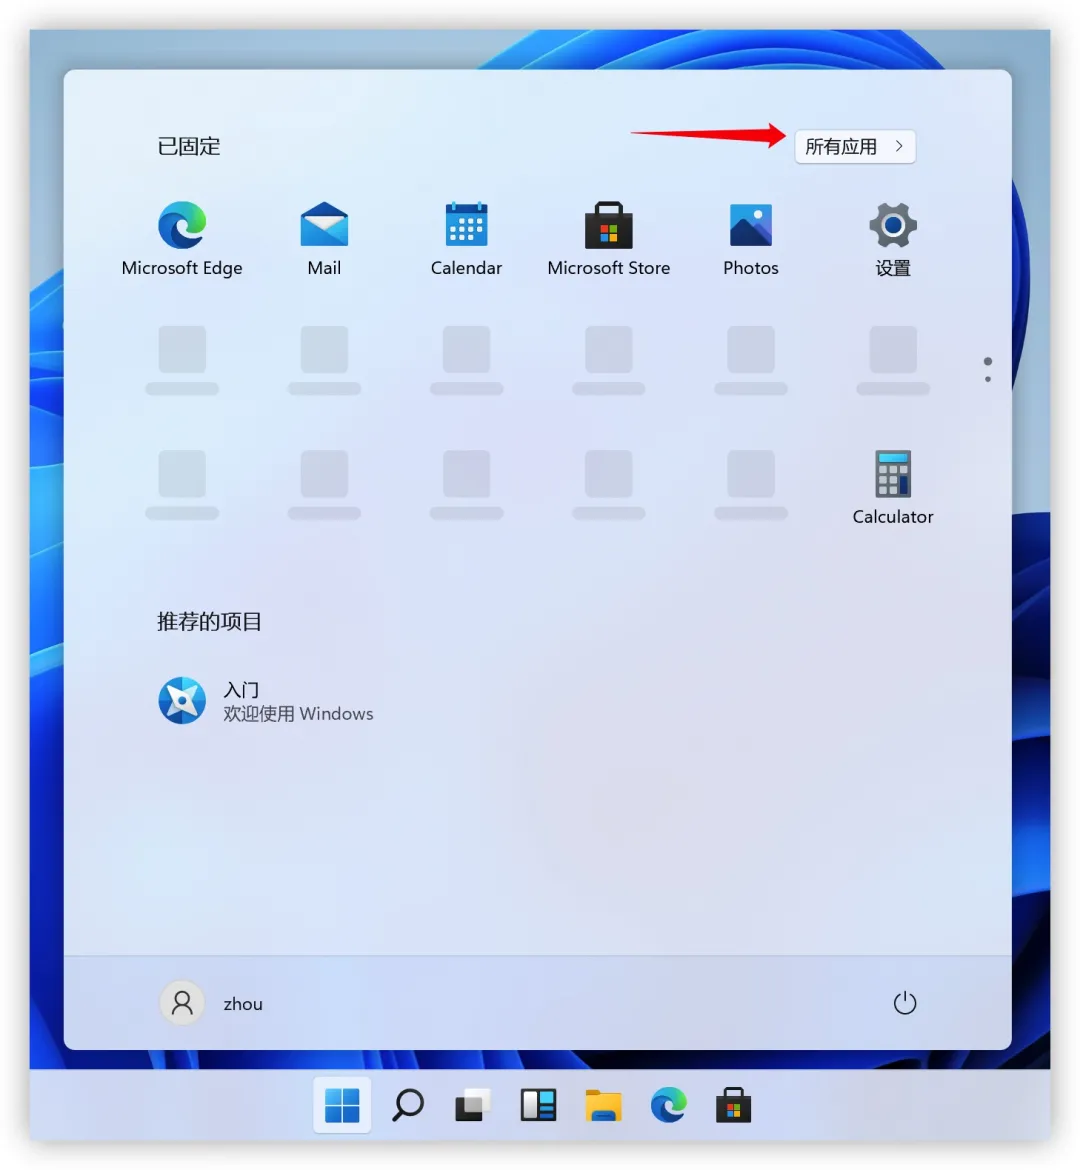 已固定
所有应用
Microsoft Edge
Mail
Calendar
Microsoft Store
Photos
设置
Calculator
推荐的项目
入门
欢迎使用 Windows
zhou